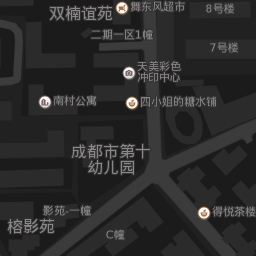 舞东风超市
8号楼
双楠谊苑
二期一区1幢
7号楼
天美彩色
冲印中心
南村公寓
四小姐的糖水铺
成都市第十
幼儿园
影苑-一幢
得悦茶楼
榕影苑
C幢